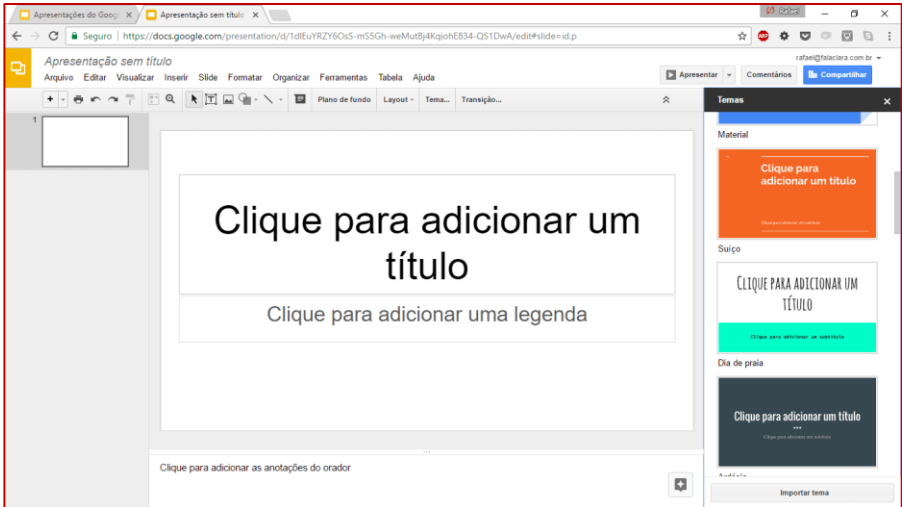 Apresentações do Goog
Apresentação sem título
Rafael
Seguro | https://docs.google.com/presentation/d/1dIEuYRZY6OsS-mS5Gh-weMutBj4KqiohE834-QS1DwA/edit#slide=id.p
Apresentação sem título
rafael@falaclara.com.br
Arquivo Editar Visualizar Inserir Slide Formatar Organizar Ferramentas Tabela Ajuda
Apresentar
Comentários
Compartilhar
Plano de fundo Layout Tema... Transição...
Temas
1
Clique para adicionar um
título
Clique para adicionar uma legenda
Clique para adicionar as anotações do orador
Material
Clique para
adicionar um título
Clique para adicionar um subtítulo
Suíço
Clique para adicionar um
título
Clique para adicionar um subtítulo
Dia de praia
Clique para adicionar um título
Clique para adicionar um subtítulo
Importar tema